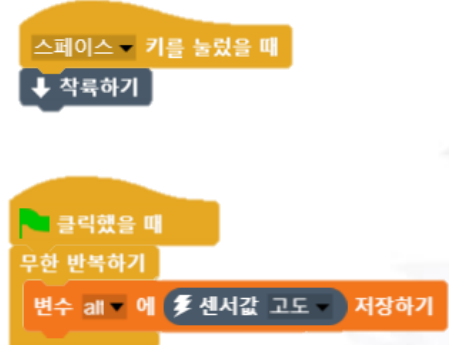 스페이스 키를 눌렀을 때
착륙하기
클릭했을 때
무한 반복하기
변수 all 에 센서값 고도 저장하기